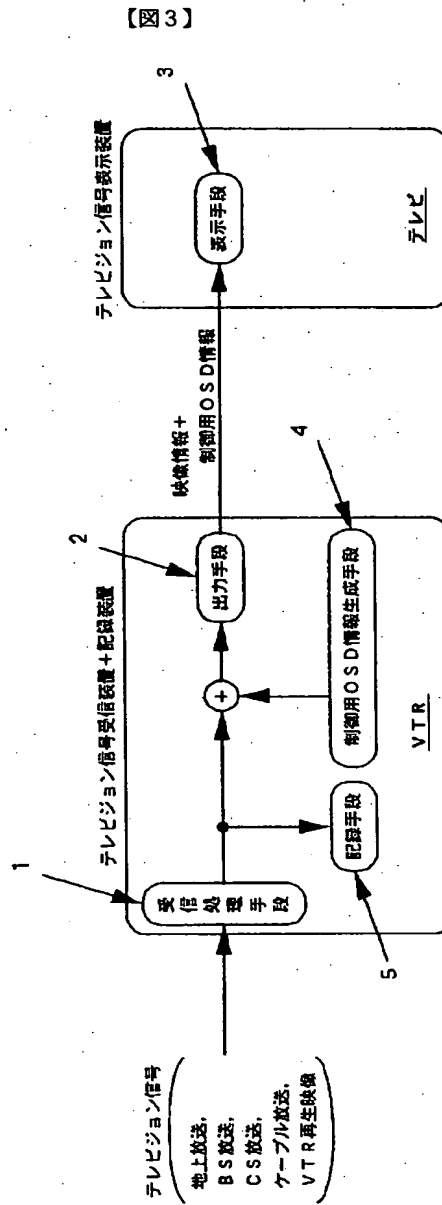 【図3】
テレビジョン信号
地上放送,
BS放送,
CS放送,
ケーブル放送,
VTR再生映像
テレビジョン信号受信装置+記録装置
1
受信処理手段
+
2
出力手段
記録手段
5
制御用OSD情報生成手段
4
VTR
映像情報+
制御用OSD情報
テレビジョン信号表示装置
表示手段
3
テレビ